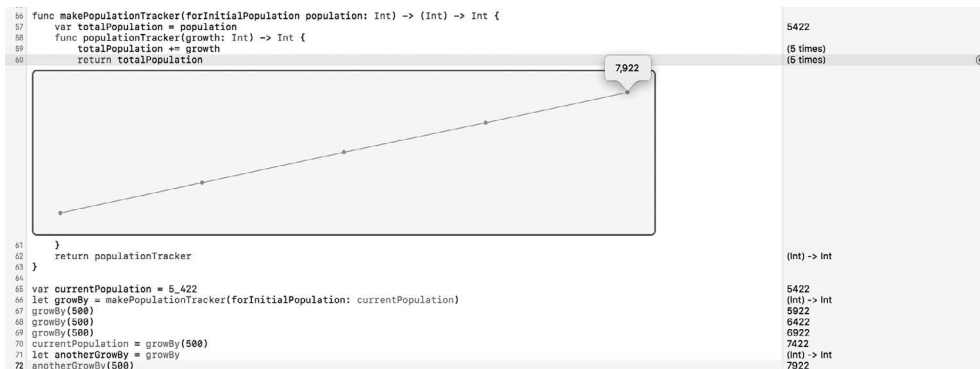 56 func makePopulationTracker(forInitialPopulation population: Int) -> (Int) -> Int {
57 var totalPopulation = population 5422
58 func populationTracker(growth: Int) -> Int {
59 totalPopulation += growth (5 times)
60 return totalPopulation (5 times)
7,922
61 }
62 return populationTracker (Int) -> Int
63 }
64
65 var currentPopulation = 5_422 5422
66 let growBy = makePopulationTracker(forInitialPopulation: currentPopulation) (Int) -> Int
67 growBy(500) 5922
68 growBy(500) 6422
69 growBy(500) 6922
70 currentPopulation = growBy(500) 7422
71 let anotherGrowBy = growBy (Int) -> Int
72 anotherGrowBy(500) 7922